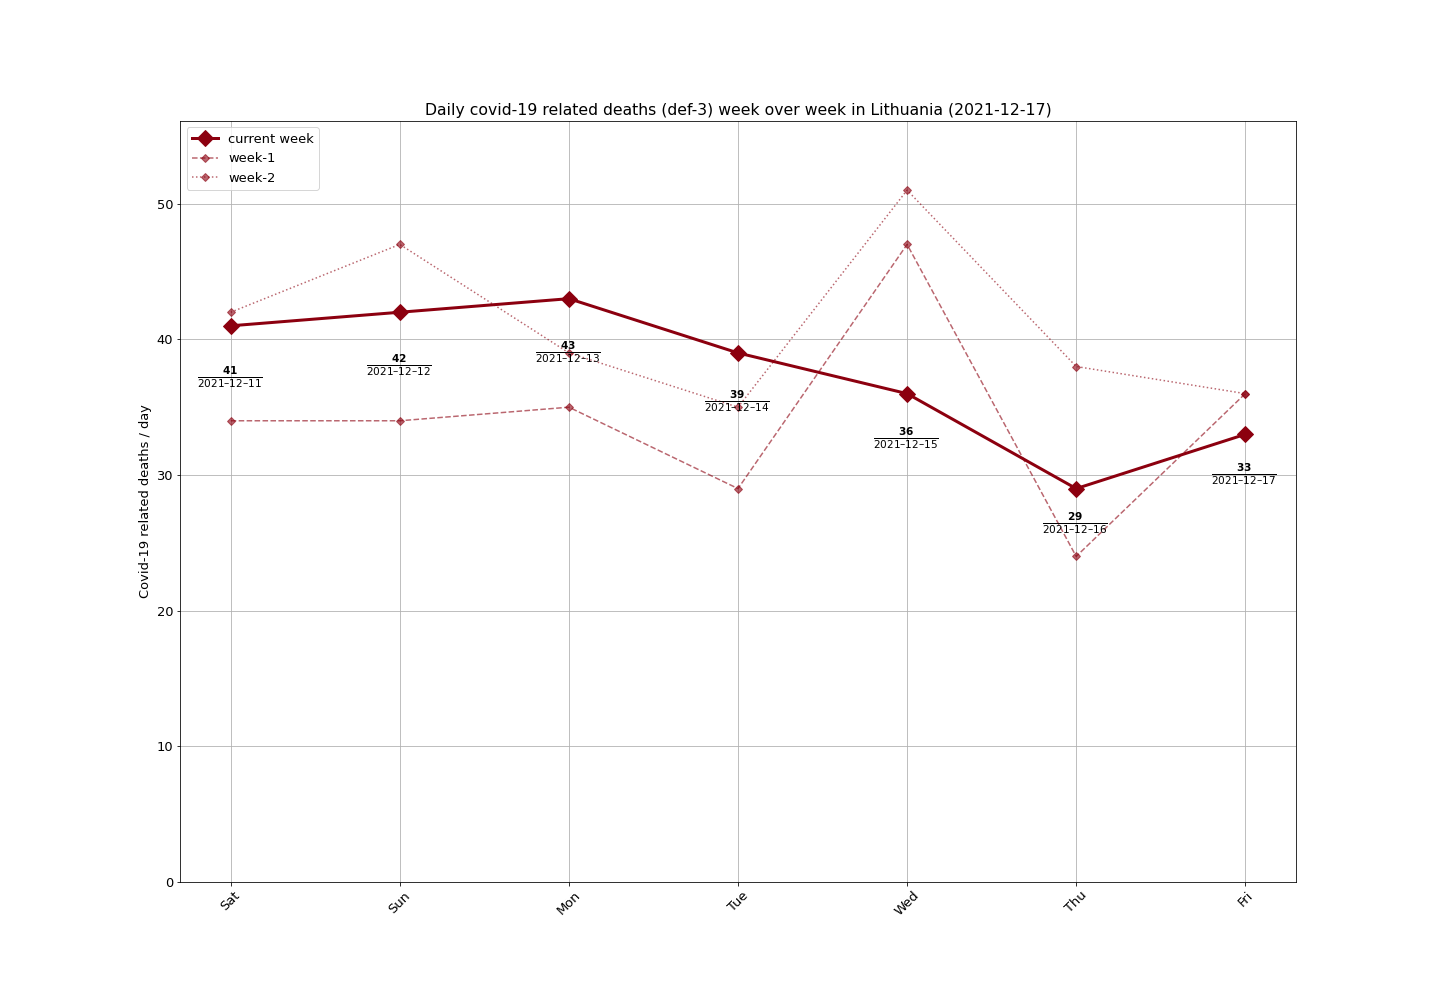 Daily covid-19 related deaths (def-3) week over week in Lithuania (2021-12-17)
current week
week-1
week-2
Covid-19 related deaths / day
50
40
30
20
10
0
41
2021–12–11
42
2021–12–12
43
2021–12–13
39
2021–12–14
36
2021–12–15
29
2021–12–16
33
2021–12–17
Sat
Sun
Mon
Tue
Wed
Thu
Fri